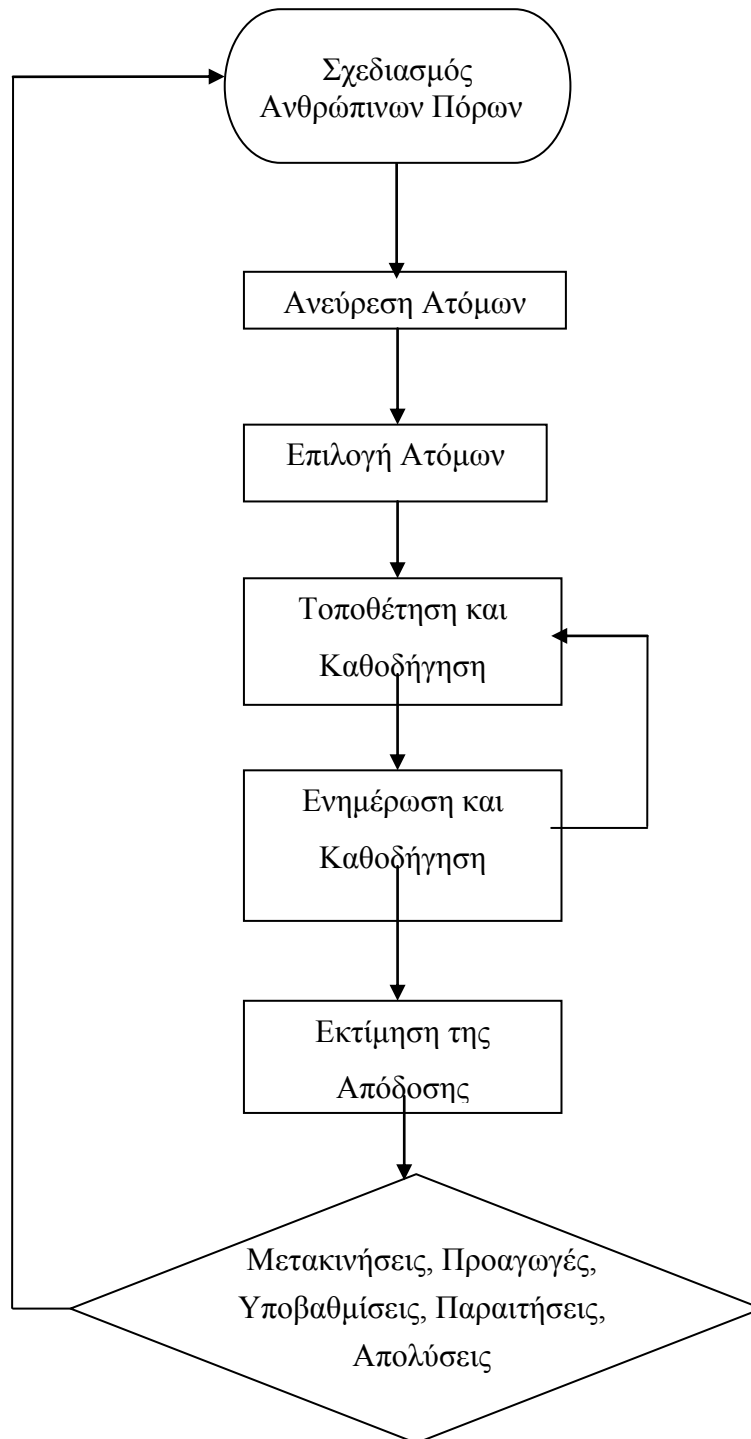 Σχεδιασμός
Ανθρώπινων Πόρων
Ανεύρεση Ατόμων
Επιλογή Ατόμων
Τοποθέτηση και
Καθοδήγηση
Ενημέρωση και
Καθοδήγηση
Εκτίμηση της
Απόδοσης
Μετακινήσεις, Προαγωγές,
Υποβαθμίσεις, Παραιτήσεις,
Απολύσεις